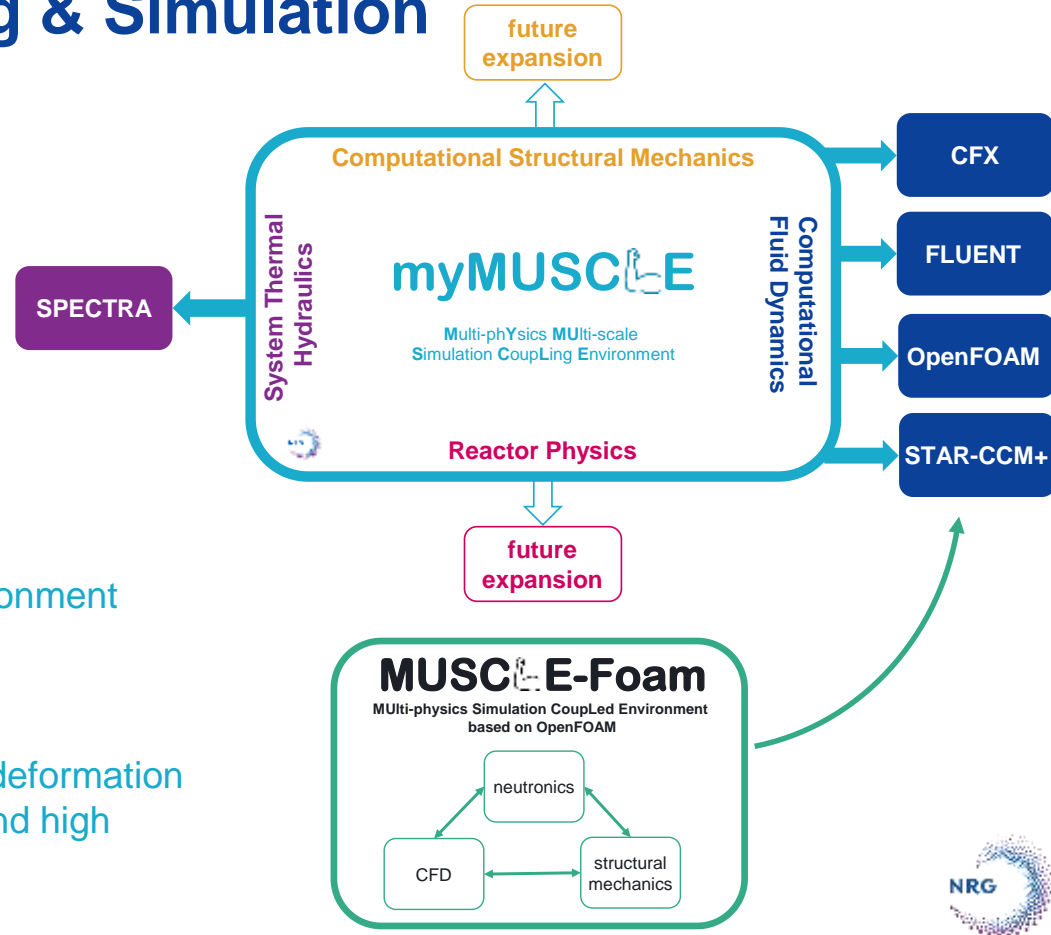 g & Simulation
future
expansion
Computational Structural Mechanics
CFX
System Thermal
Hydraulics
myMUSCLE
Multi-phYsics MUlti-scale
Simulation CoupLing Environment
Computational
Fluid Dynamics
FLUENT
SPECTRA
OpenFOAM
Reactor Physics
STAR-CCM+
future
expansion
onment
MUSCLE-Foam
MUlti-physics Simulation CoupLed Environment
based on OpenFOAM
deformation
nd high
neutronics
CFD
structural
mechanics
NRG
NRG